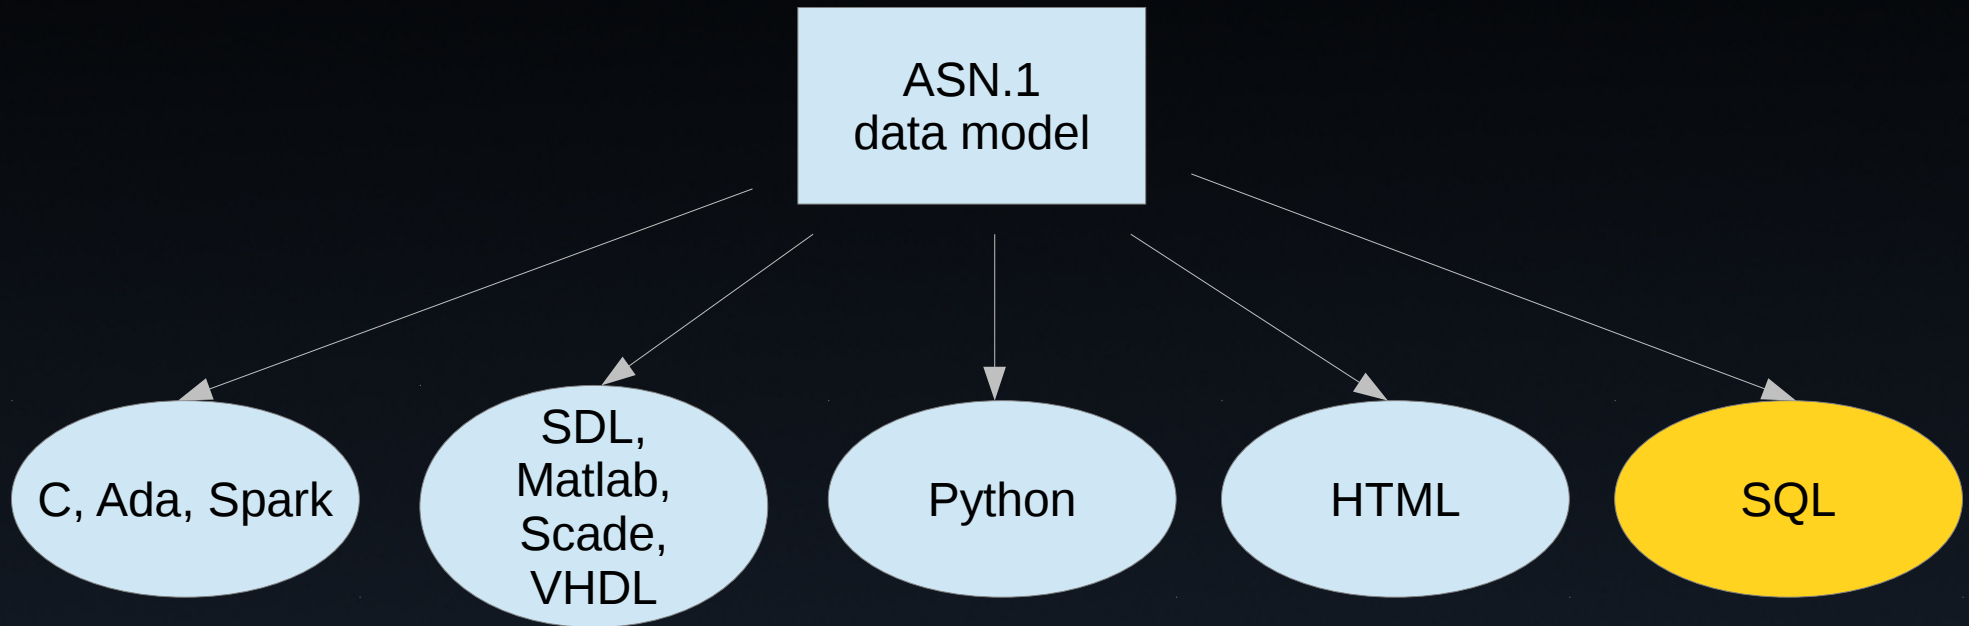 ASN.1
data model
C, Ada, Spark
SDL,
Matlab,
Scade,
VHDL
Python
HTML
SQL